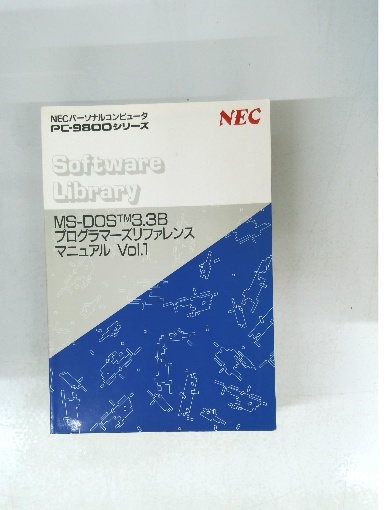 NECパーソナルコンピュータ
PC-9800シリーズ
NEC
Software
Library
MS-DOS™3.3B
プログラマーズリファレンス
マニュアル Vol.1